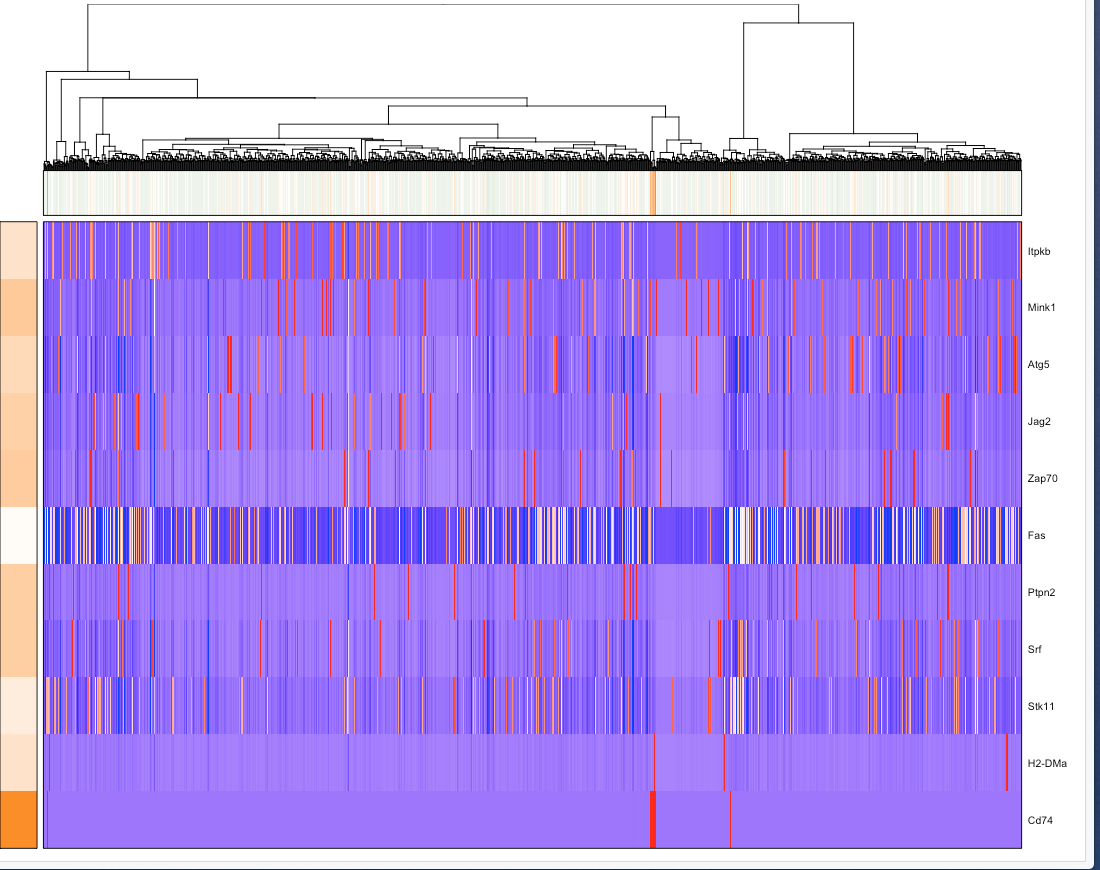 Itpkb
Mink1
Atg5
Jag2
Zap70
Fas
Ptpn2
Srf
Stk11
H2-DMa
Cd74